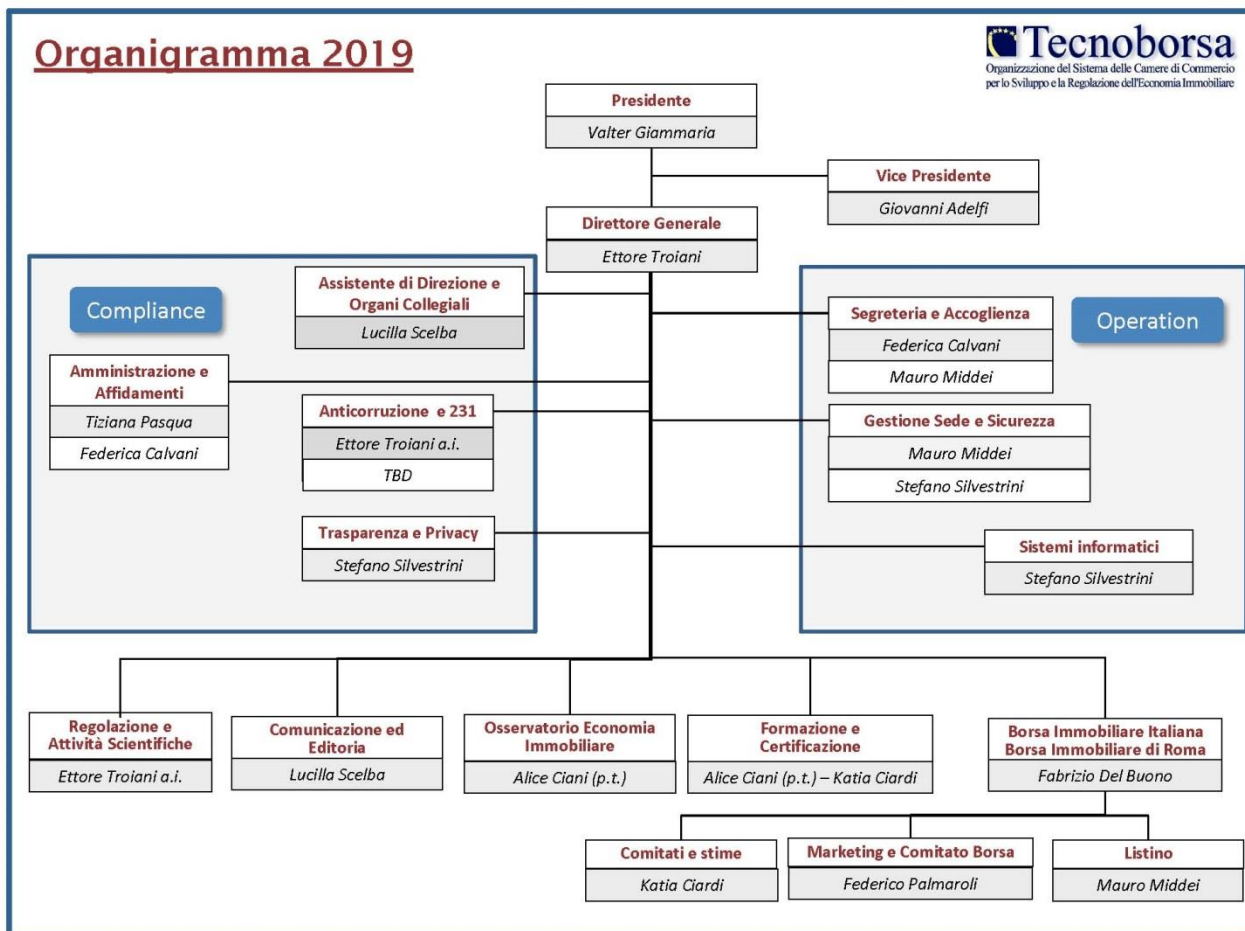 Organigramma 2019
Tecnoborsa
Organizzazione del Sistema delle Camere di Commercio
per lo Sviluppo e la Regolazione dell'Economia Immobiliare
Presidente
Valter Giammaria
Vice Presidente
Giovanni Adelfi
Direttore Generale
Ettore Troiani
Compliance
Assistente di Direzione e
Organi Collegiali
Lucilla Scelba
Amministrazione e
Affidamenti
Tiziana Pasqua
Federica Calvani
Anticorruzione e 231
Ettore Troiani a.i.
TBD
Trasparenza e Privacy
Stefano Silvestrini
Operation
Segreteria e Accoglienza
Federica Calvani
Mauro Middei
Gestione Sede e Sicurezza
Mauro Middei
Stefano Silvestrini
Sistemi informatici
Stefano Silvestrini
Regolazione e
Attività Scientifiche
Ettore Troiani a.i.
Comunicazione ed
Editoria
Lucilla Scelba
Osservatorio Economia
Immobiliare
Alice Ciani (p.t.)
Formazione e
Certificazione
Alice Ciani (p.t.) – Katia Ciardi
Borsa Immobiliare Italiana
Borsa Immobiliare di Roma
Fabrizio Del Buono
Comitati e stime
Katia Ciardi
Marketing e Comitato Borsa
Federico Palmaroli
Listino
Mauro Middei